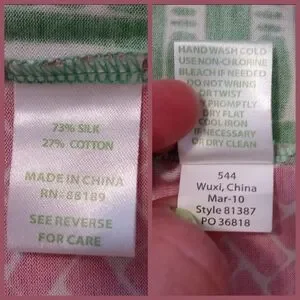 73% SILK
27% COTTON
MADE IN CHINA
RN# 88189
SEE REVERSE
FOR CARE
HAND WASH COLD
USE NON-CHLORINE
BLEACH IF NEEDED
DO NOT WRING
OR TWIST
PROMPTLY
DRY FLAT
COOL IRON
IF NECESSARY
OR DRY CLEAN
544
Wuxi, China
Mar-10
Style 81387
PO 36818